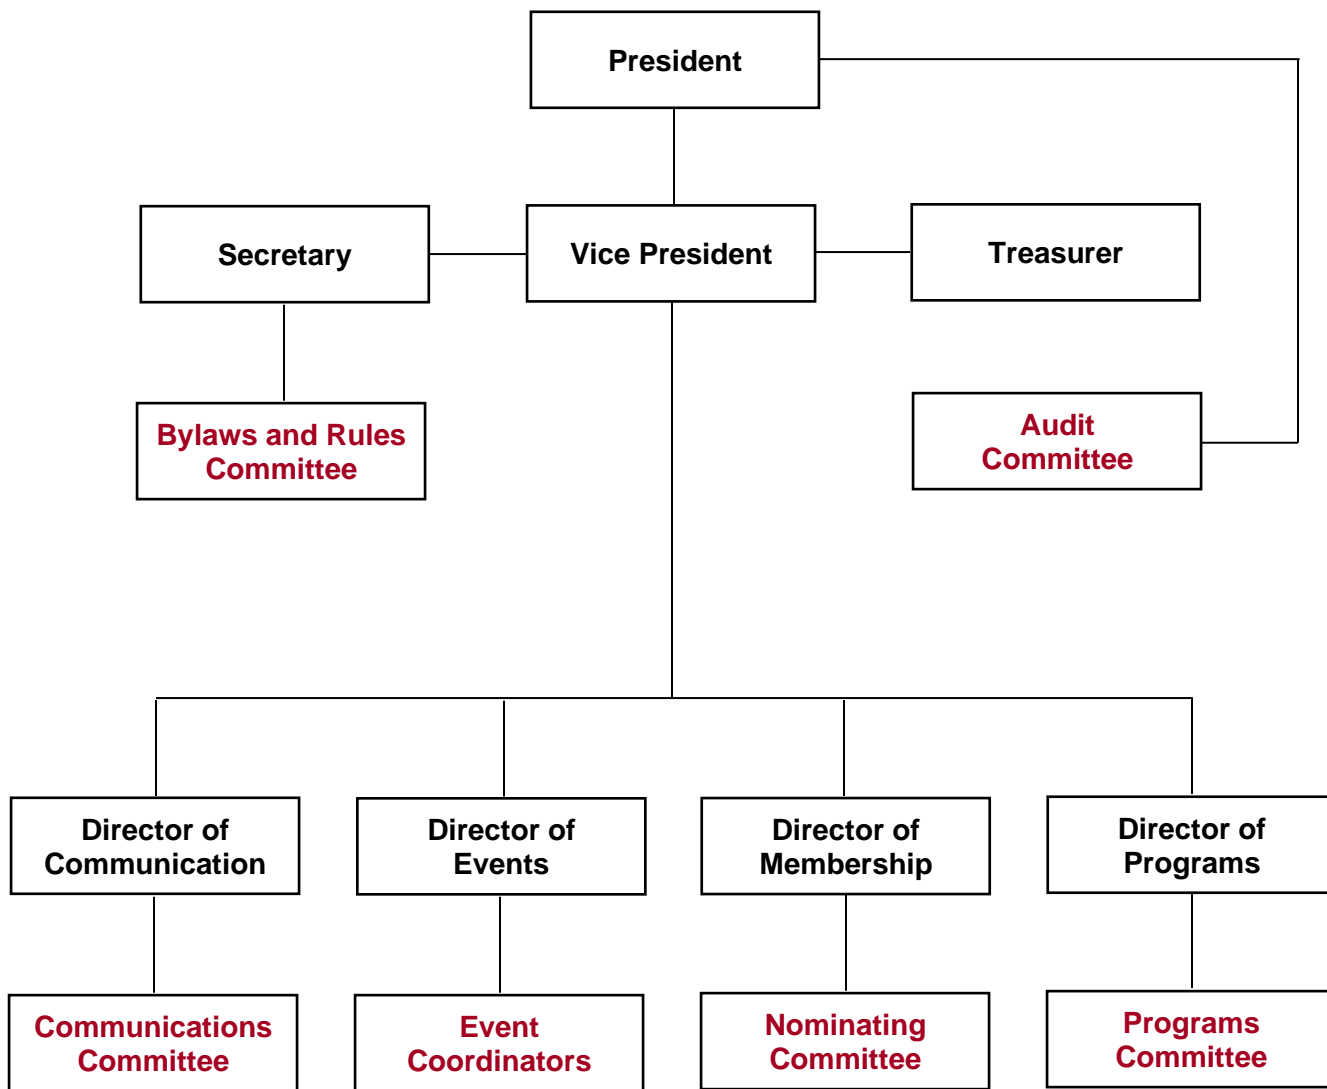 President
Secretary
Vice President
Treasurer
Bylaws and Rules
Committee
Audit
Committee
Director of
Communication
Director of
Events
Director of
Membership
Director of
Programs
Communications
Committee
Event
Coordinators
Nominating
Committee
Programs
Committee